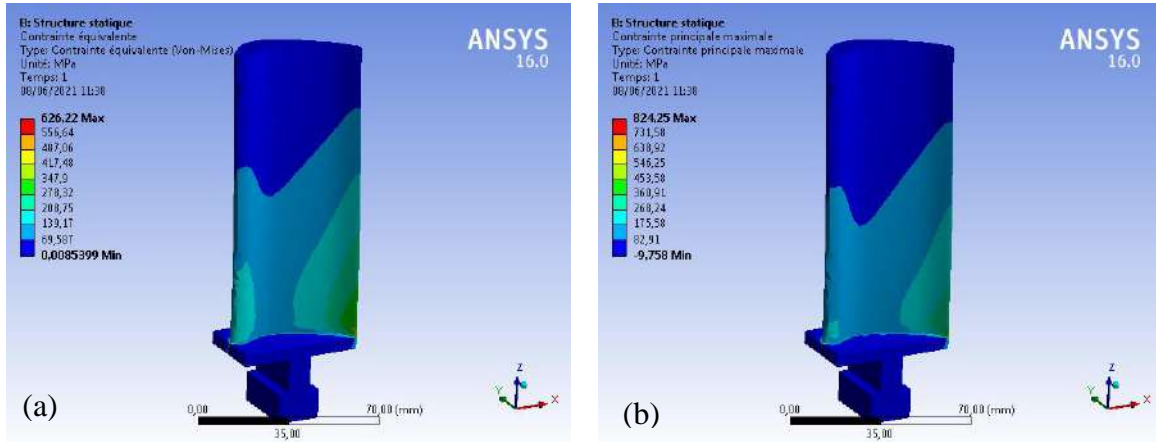 B: Structure statique
Contrainte équivalente
Type: Contrainte équivalente (Von-Mises)
Unité: MPa
Temps: 1
08/06/2021 11:38
626,22 Max
556,64
487,06
417,48
347,9
278,32
208,75
139,17
69,587
0,0085399 Min
ANSYS
16.0
Z
Y
X
0,00
70,00 (mm)
35,00
(a)
B: Structure statique
Contrainte principale maximale
Type: Contrainte principale maximale
Unité: MPa
Temps: 1
08/06/2021 11:38
824,25 Max
731,58
638,92
546,25
453,58
360,91
268,24
175,58
82,91
-9,758 Min
ANSYS
16.0
Z
Y
X
0,00
70,00 (mm)
35,00
(b)